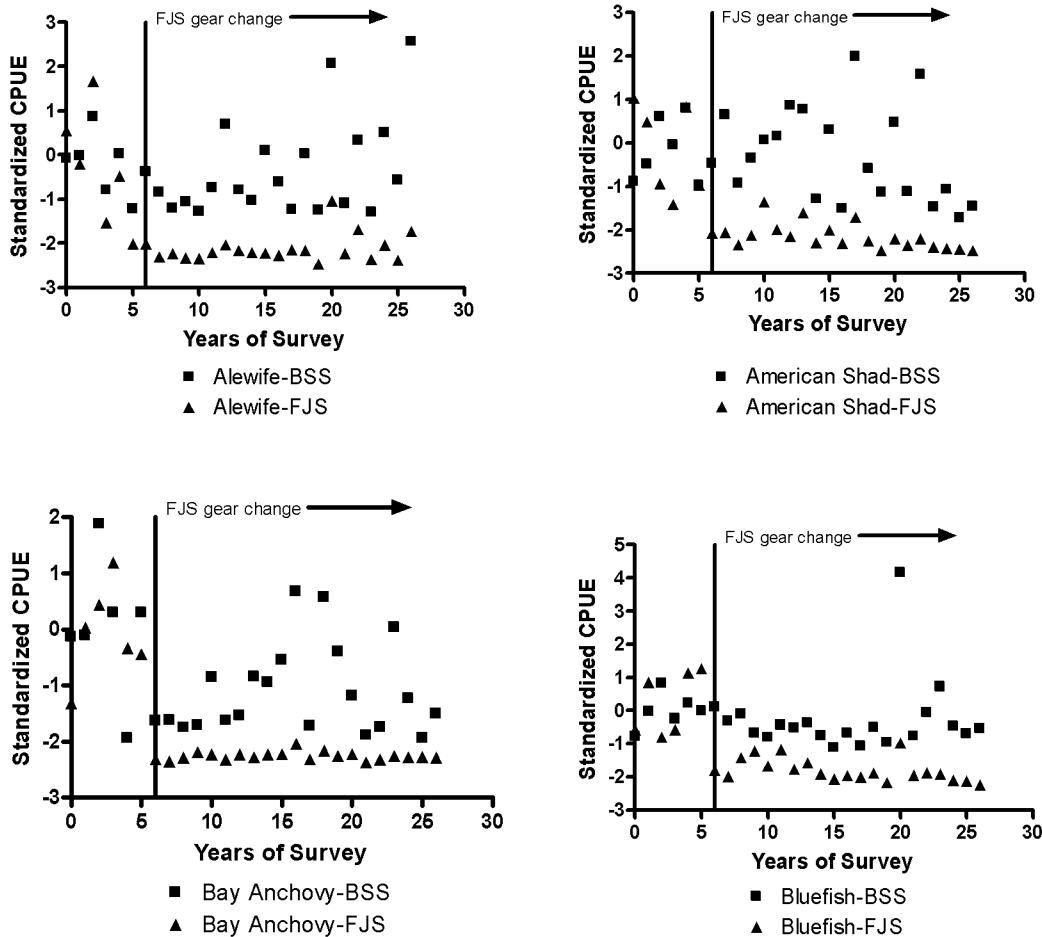 FJS gear change
3
2
1
0
-1
-2
-3
Standardized CPUE
0 5 10 15 20 25 30
Years of Survey
Alewife-BSS
Alewife-FJS
FJS gear change
3
2
1
0
-1
-2
-3
Standardized CPUE
0 5 10 15 20 25 30
Years of Survey
American Shad-BSS
American Shad-FJS
FJS gear change
2
1
0
-1
-2
-3
Standardized CPUE
0 5 10 15 20 25 30
Years of Survey
Bay Anchovy-BSS
Bay Anchovy-FJS
FJS gear change
5
4
3
2
1
0
-1
-2
-3
Standardized CPUE
0 5 10 15 20 25 30
Years of Survey
Bluefish-BSS
Bluefish-FJS